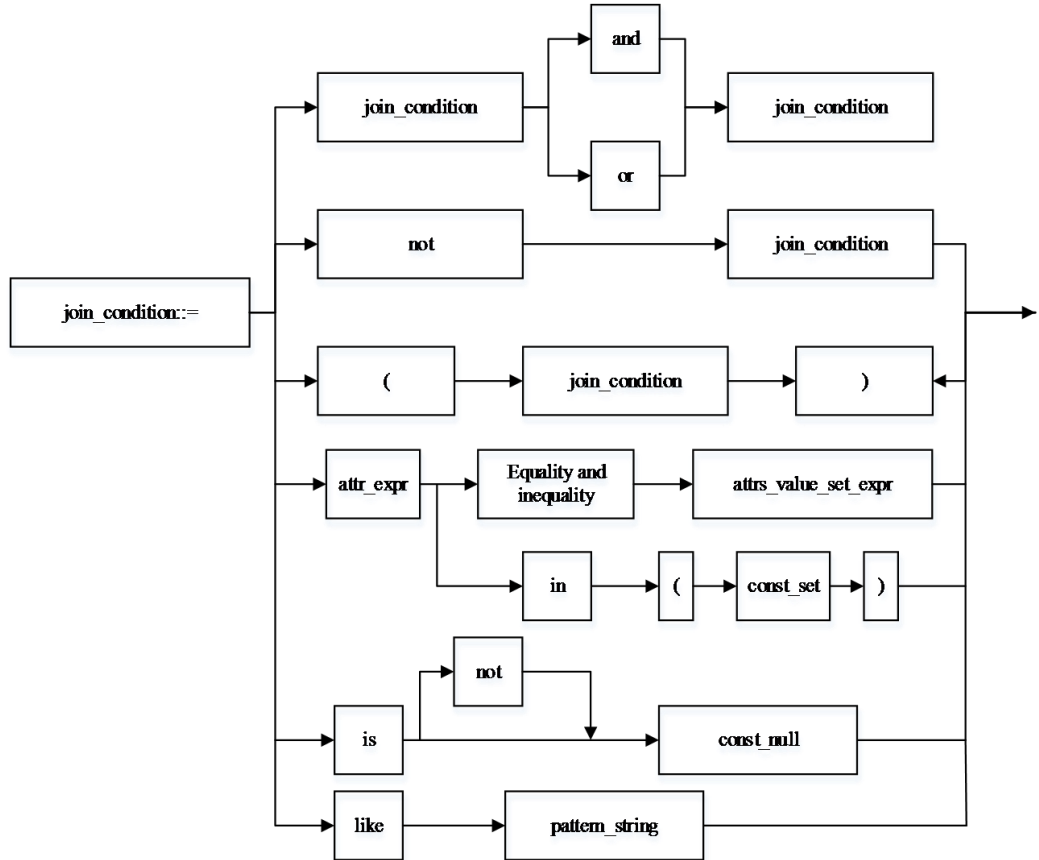 and
join_condition
join_condition
or
not
join_condition
join_condition::=
(
join_condition
)
attr_expr
Equality and
inequality
attrs_value_set_expr
in
(
const_set
)
not
is
const_null
like
pattern_string